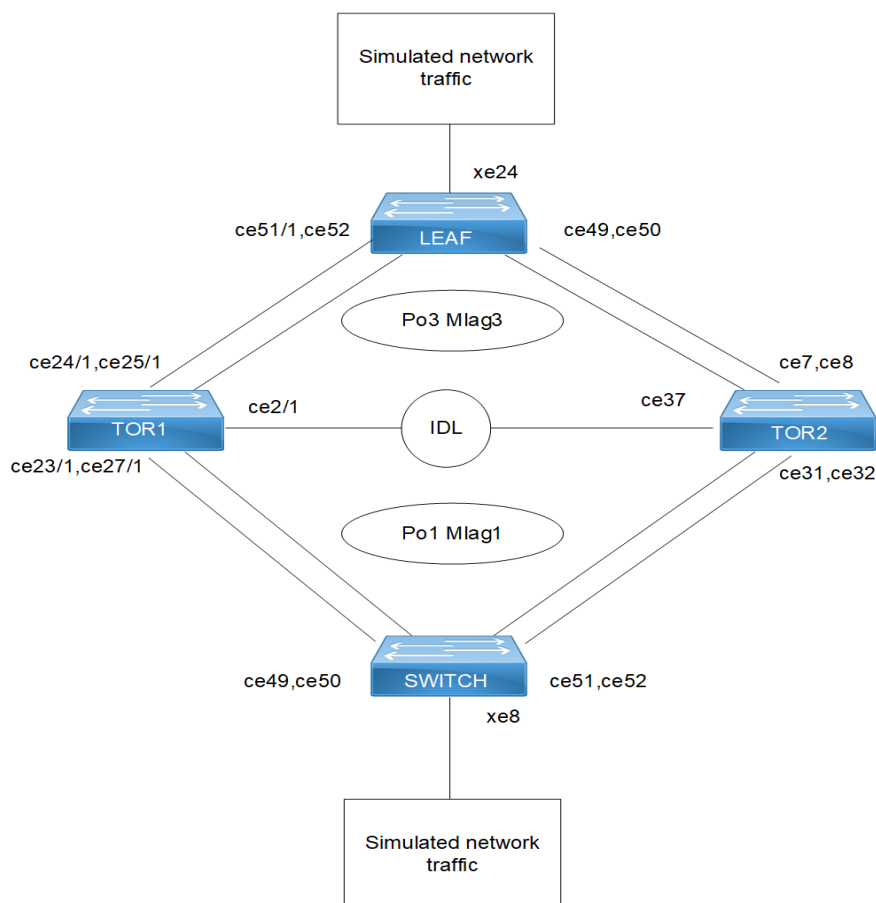 Simulated network
traffic
xe24
LEAF
ce51/1,ce52
ce49,ce50
Po3 Mlag3
ce24/1,ce25/1
ce7,ce8
TOR1
ce2/1
IDL
ce37
TOR2
ce23/1,ce27/1
ce31,ce32
Po1 Mlag1
ce49,ce50
SWITCH
ce51,ce52
xe8
Simulated network
traffic